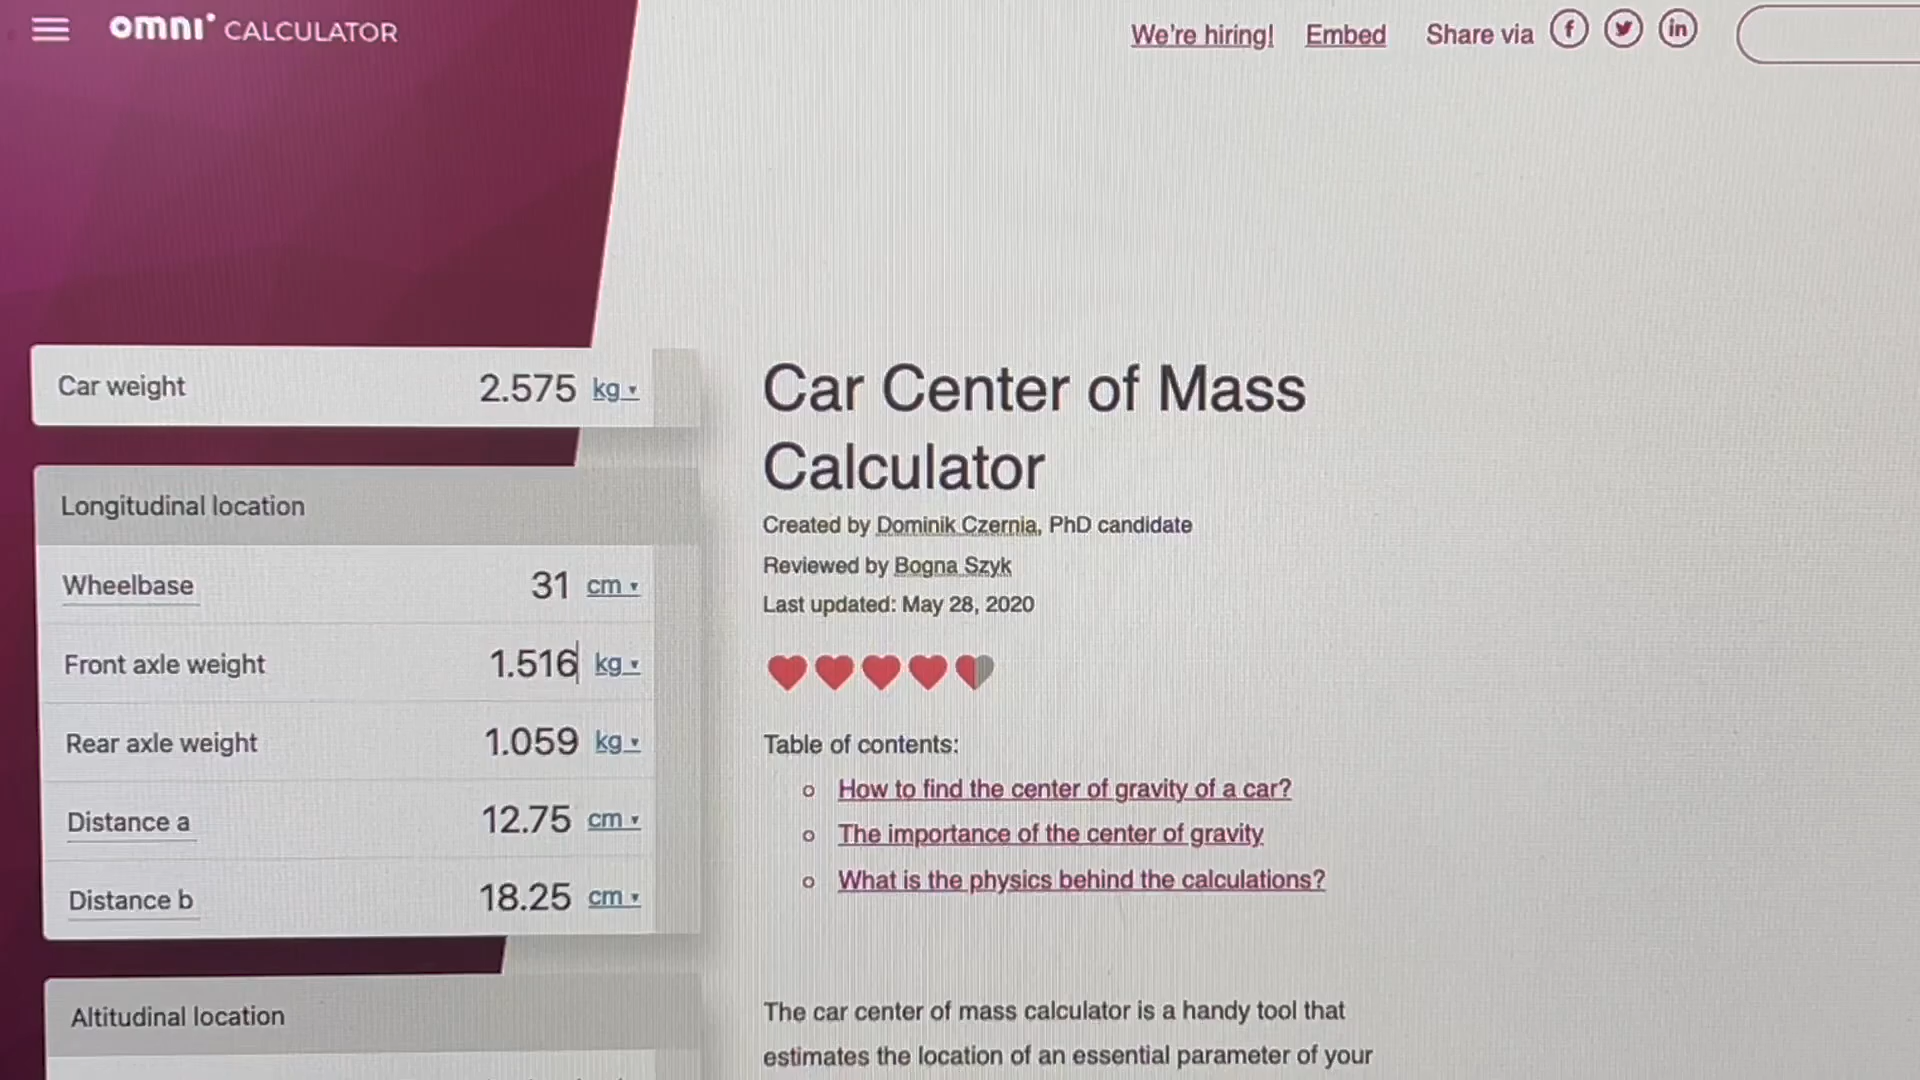 omni CALCULATOR
We're hiring! Embed Share via
Car weight 2.575 kg
Longitudinal location
Wheelbase 31 cm
Front axle weight 1.516 kg
Rear axle weight 1.059 kg
Distance a 12.75 cm
Distance b 18.25 cm
Altitudinal location
Car Center of Mass
Calculator
Created by Dominik Czernia, PhD candidate
Reviewed by Bogna Szyk
Last updated: May 28, 2020
Table of contents:
How to find the center of gravity of a car?
The importance of the center of gravity
What is the physics behind the calculations?
The car center of mass calculator is a handy tool that
estimates the location of an essential parameter of your